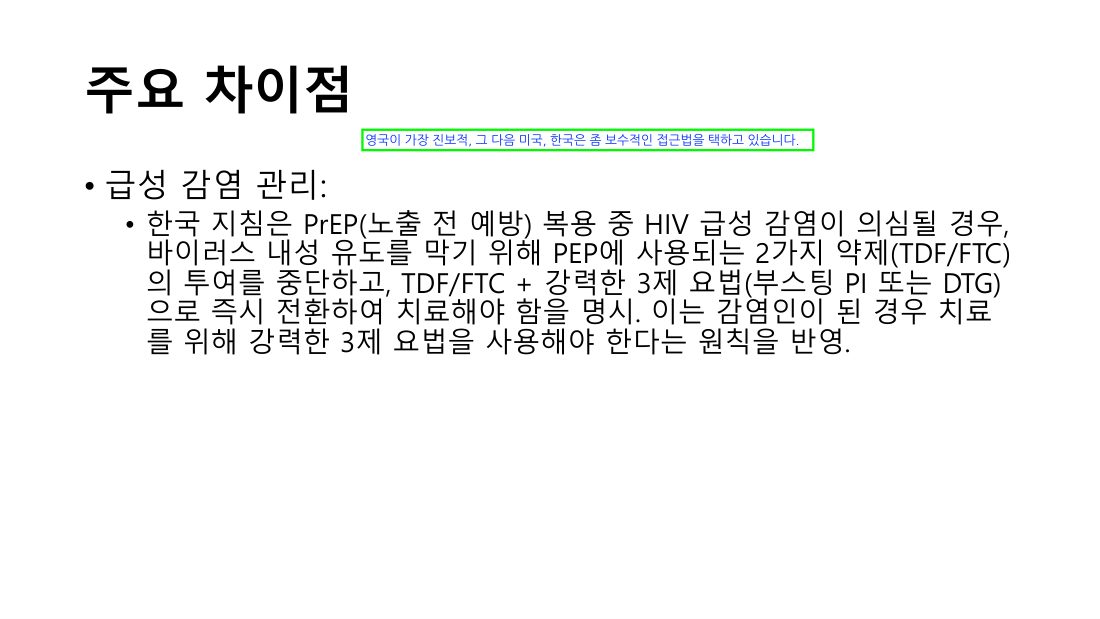 주요 차이점
영국이 가장 진보적, 그 다음 미국, 한국은 좀 보수적인 접근법을 택하고 있습니다.
• 급성 감염 관리:
• 한국 지침은 PrEP(노출 전 예방) 복용 중 HIV 급성 감염이 의심될 경우,
바이러스 내성 유도를 막기 위해 PEP에 사용되는 2가지 약제(TDF/FTC)
의 투여를 중단하고, TDF/FTC + 강력한 3제 요법(부스팅 PI 또는 DTG)
으로 즉시 전환하여 치료해야 함을 명시. 이는 감염인이 된 경우 치료
를 위해 강력한 3제 요법을 사용해야 한다는 원칙을 반영.